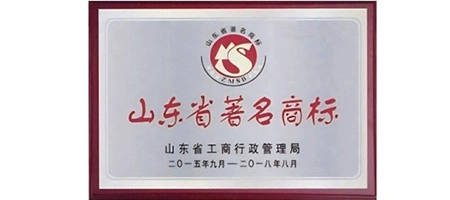 山东省著名商标
ZMSB
山东省著名商标
山东省工商行政管理局
二〇一五年九月—二〇一八年八月